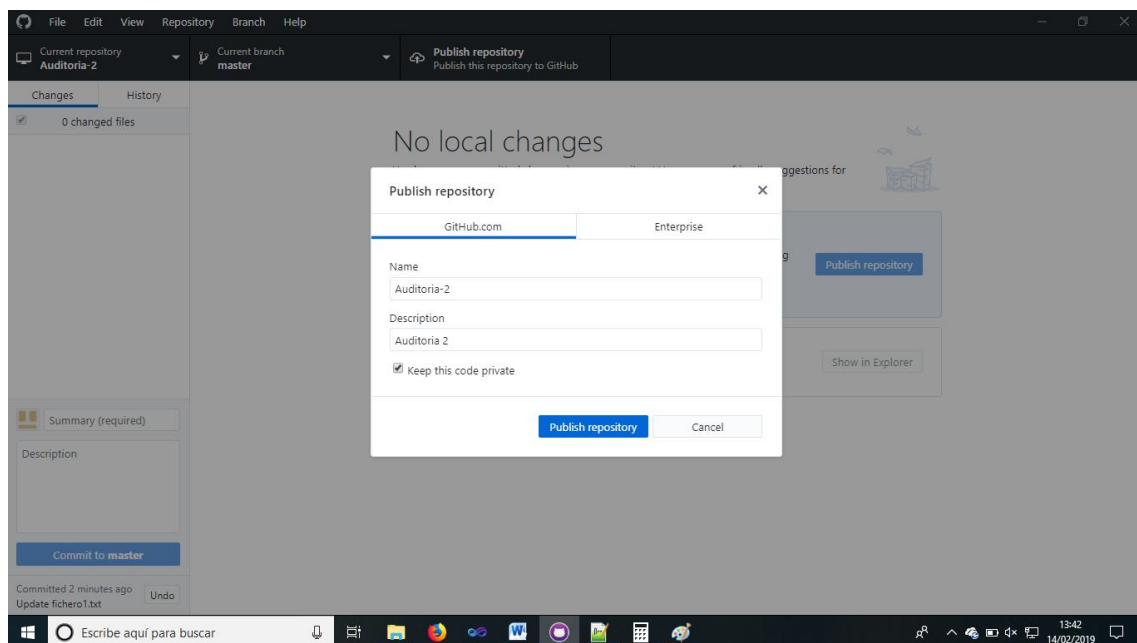 File Edit View Repository Branch Help
Current repository
Auditoria-2
Current branch
master
Publish repository
Publish this repository to GitHub
Changes History
0 changed files
No local changes
ggestions for
Publish repository
GitHub.com Enterprise
Name
Auditoria-2
g
Publish repository
Description
Auditoria 2
Show in Explorer
Keep this code private
Publish repository Cancel
Summary (required)
Description
Commit to master
Committed 2 minutes ago
Update fichero1.txt
Undo
Escribe aquí para buscar
13:42
14/02/2019